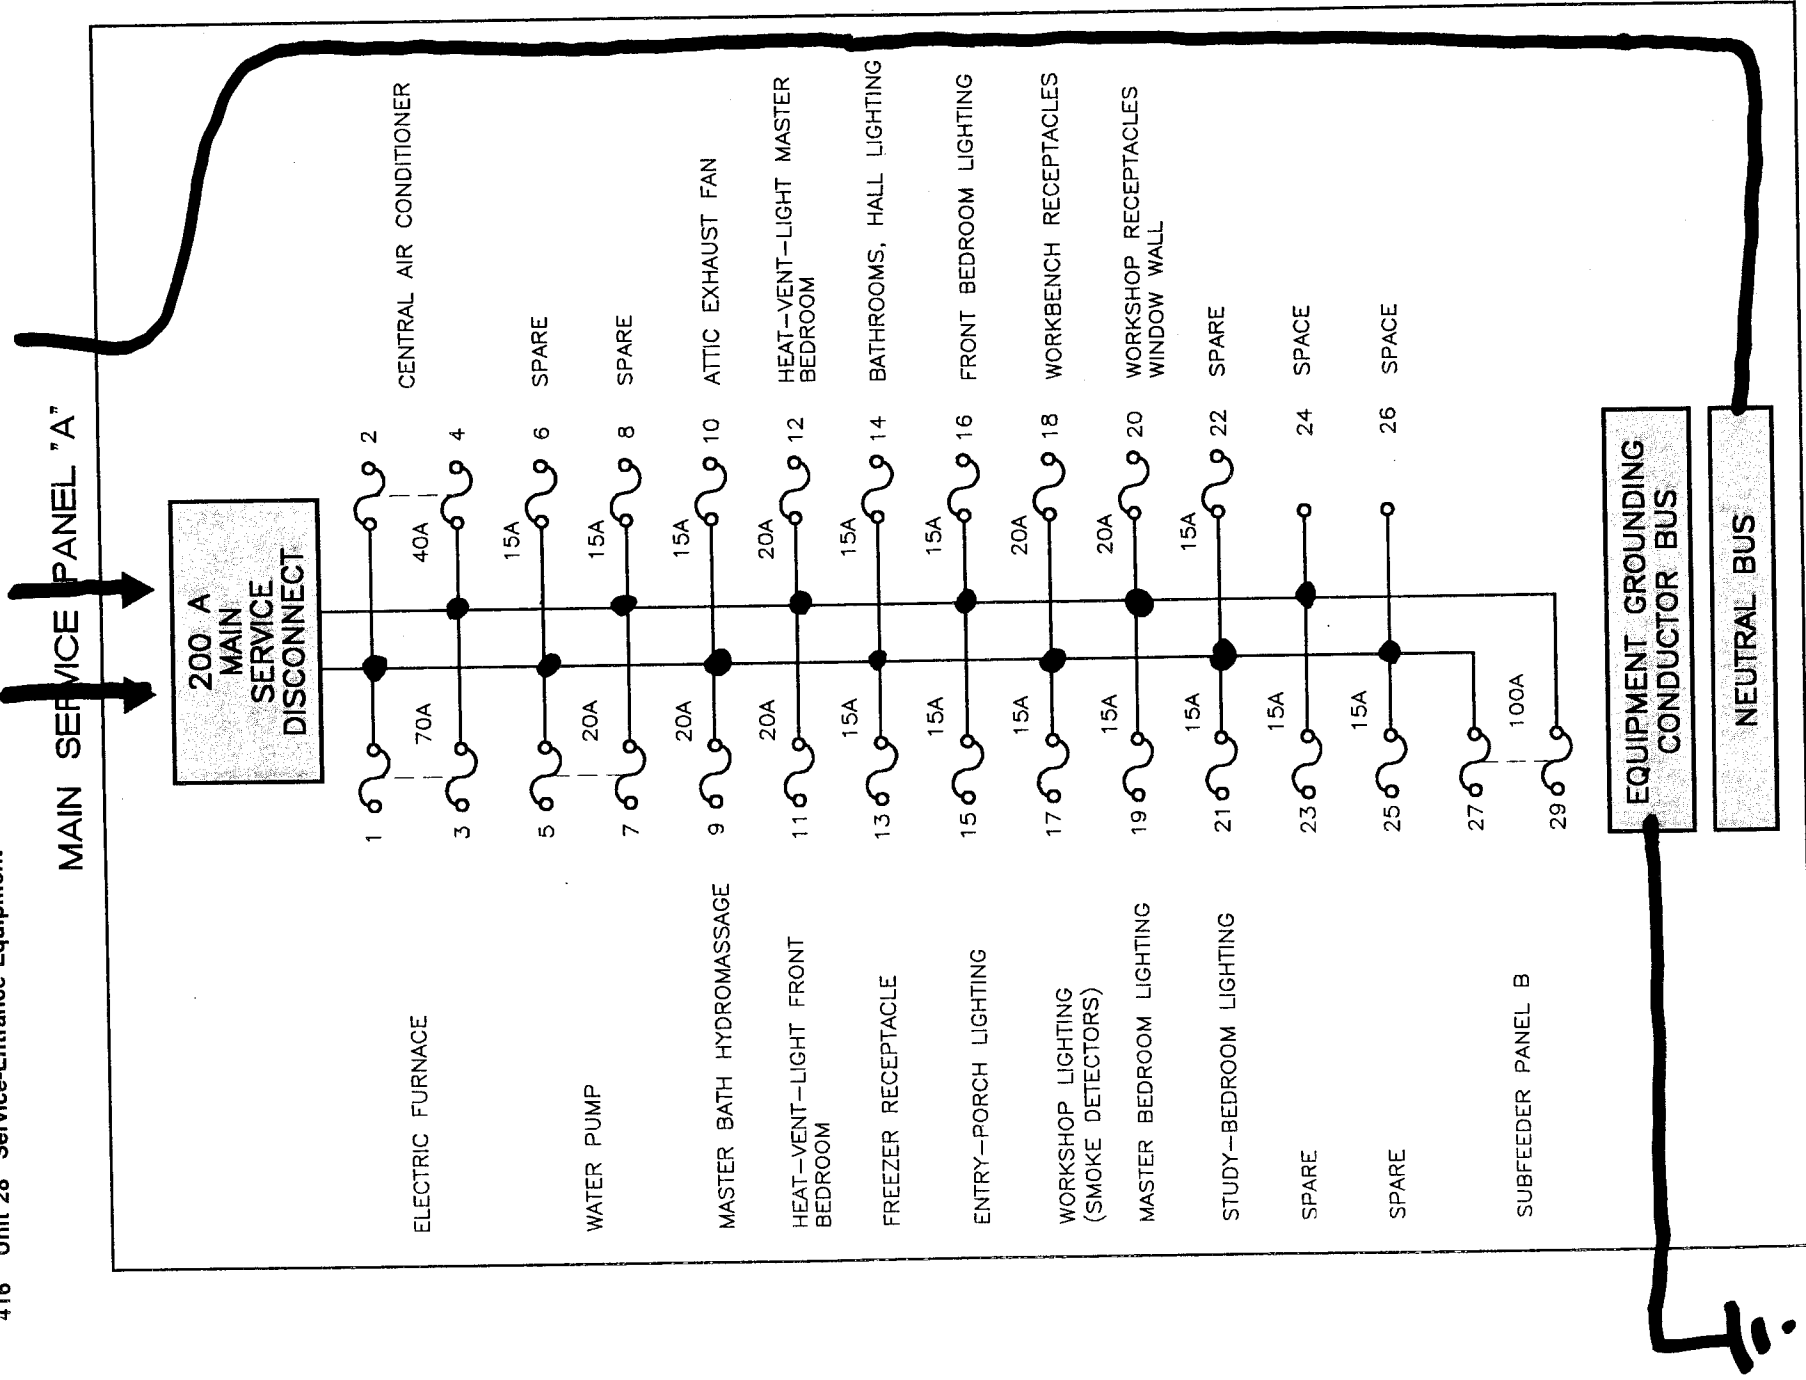 416 Unit 28 Service-Entrance Equipment
MAIN SERVICE PANEL "A"
200 A
MAIN
SERVICE
DISCONNECT
1 2
ELECTRIC FURNACE 70A 40A CENTRAL AIR CONDITIONER
3 4
5 15A 6 SPARE
WATER PUMP 20A
7 15A 8 SPARE
MASTER BATH HYDROMASSAGE 9 20A 15A 10 ATTIC EXHAUST FAN
HEAT-VENT-LIGHT FRONT 11 20A 20A 12 HEAT-VENT-LIGHT MASTER
BEDROOM BEDROOM
FREEZER RECEPTACLE 13 15A 15A 14 BATHROOMS, HALL LIGHTING
ENTRY-PORCH LIGHTING 15 15A 15A 16 FRONT BEDROOM LIGHTING
WORKSHOP LIGHTING 17 15A 20A 18 WORKBENCH RECEPTACLES
(SMOKE DETECTORS)
MASTER BEDROOM LIGHTING 19 15A 20A 20 WORKSHOP RECEPTACLES
WINDOW WALL
STUDY-BEDROOM LIGHTING 21 15A 15A 22 SPARE
SPARE 23 15A 24 SPACE
SPARE 25 15A 26 SPACE
27
SUBFEEDER PANEL B 100A
29
EQUIPMENT GROUNDING
CONDUCTOR BUS
NEUTRAL BUS